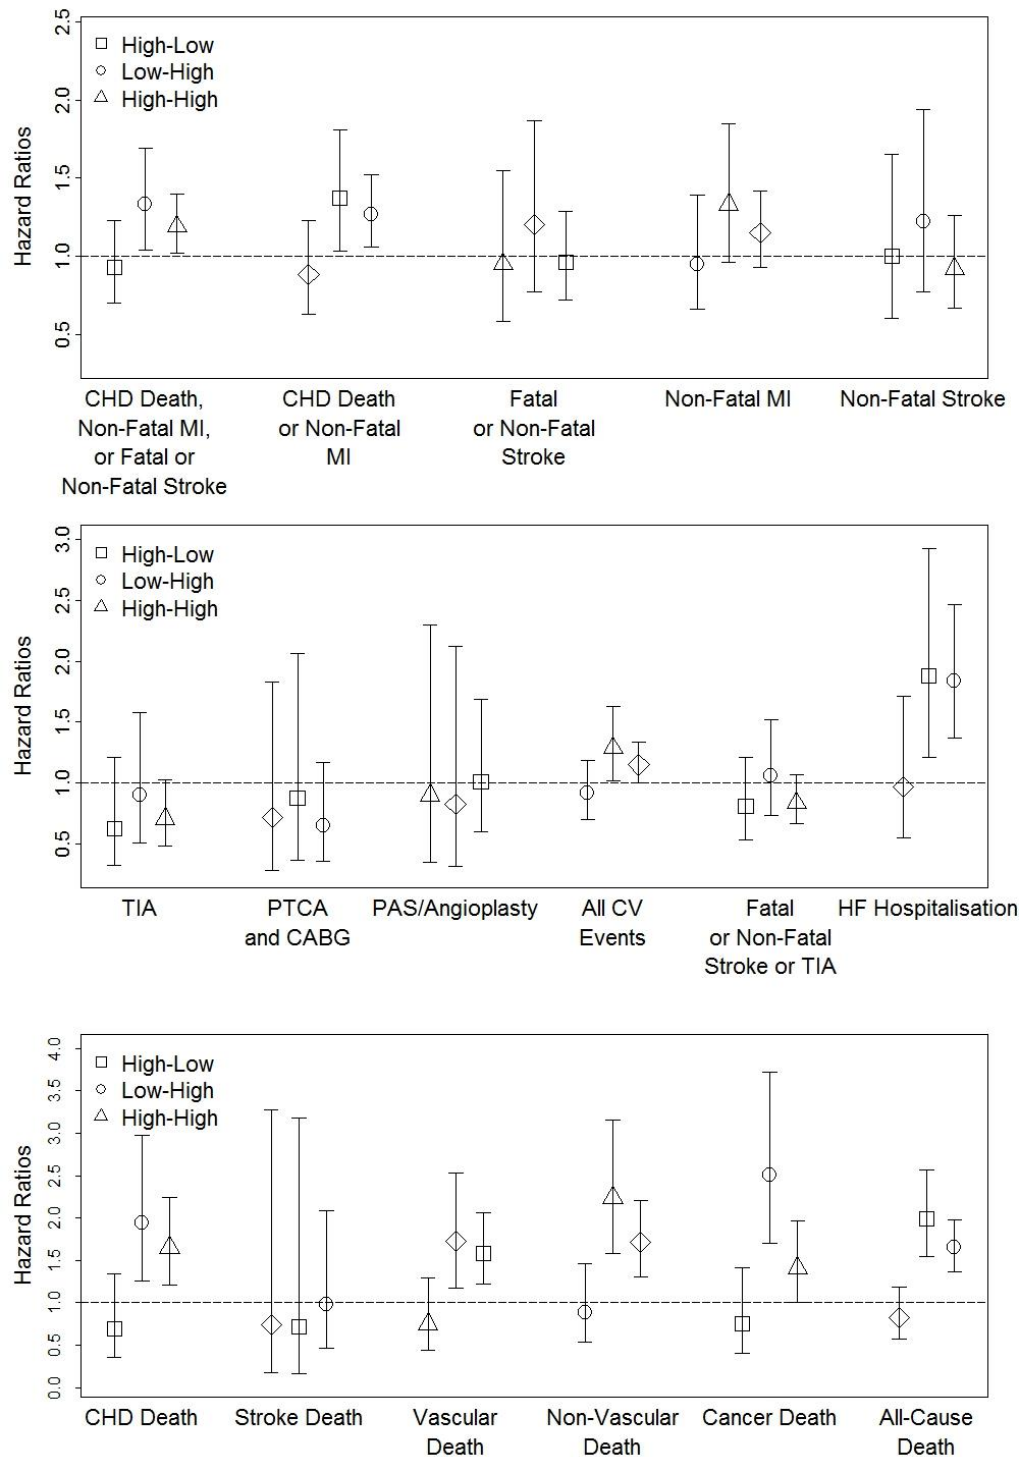 2.5
2.0
1.5
1.0
0.5
Hazard Ratios
High-Low
Low-High
High-High
CHD Death,
Non-Fatal MI,
or Fatal or
Non-Fatal Stroke
CHD Death
or Non-Fatal
MI
Fatal
or Non-Fatal
Stroke
Non-Fatal MI
Non-Fatal Stroke
3.0
2.5
2.0
1.5
1.0
0.5
Hazard Ratios
High-Low
Low-High
High-High
TIA
PTCA
and CABG
PAS/Angioplasty
All CV
Events
Fatal
or Non-Fatal
Stroke or TIA
HF Hospitalisation
4.0
3.5
3.0
2.5
2.0
1.5
1.0
0.5
0.0
Hazard Ratios
High-Low
Low-High
High-High
CHD Death
Stroke Death
Vascular
Death
Non-Vascular
Death
Cancer Death
All-Cause
Death